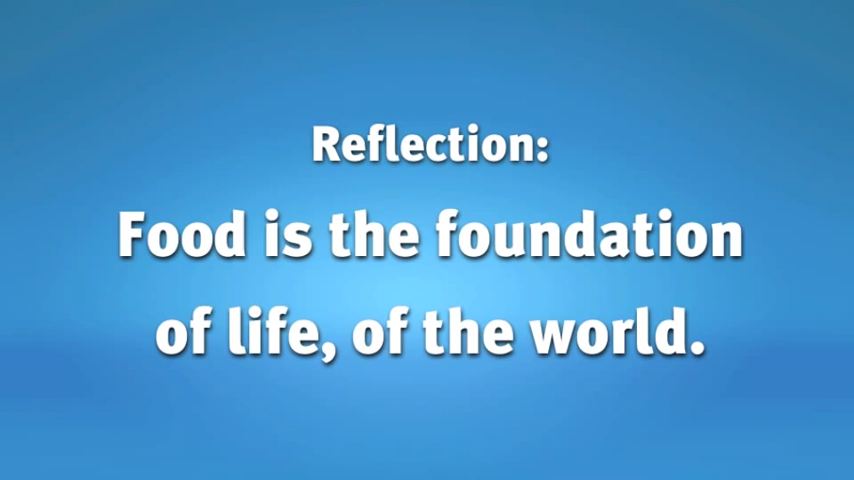 Reflection:
Food is the foundation
of life, of the world.